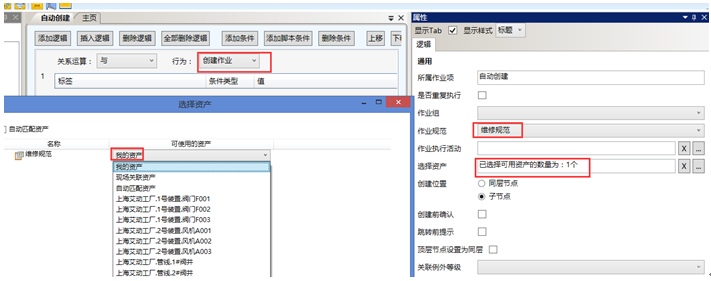 自动创建 主页
添加逻辑 插入逻辑 删除逻辑 全部删除逻辑 添加条件 添加脚本条件 删除条件 上移
关系运算： 与 行为： 创建作业
1
标签 条件类型 值
选择资产
自动匹配资产
名称 可使用的资产
维修规范 我的资产
我的资产
现场关联资产
自动匹配资产
上海艾动工厂.1号装置.阀门F001
上海艾动工厂.1号装置.阀门F002
上海艾动工厂.1号装置.阀门F003
上海艾动工厂.2号装置.风机A001
上海艾动工厂.2号装置.风机A002
上海艾动工厂.2号装置.风机A003
上海艾动工厂.管线.1#阀井
上海艾动工厂.管线.2#阀井
属性
显示Tab 显示样式 标题
逻辑
通用
所属作业项 自动创建
是否重复执行
作业组
作业规范 维修规范
作业执行活动 X ...
选择资产 已选择可用资产的数量为：1个 X ...
创建位置 同层节点
子节点
创建前确认
跳转前提示
顶层节点设置为同层
关联例外等级